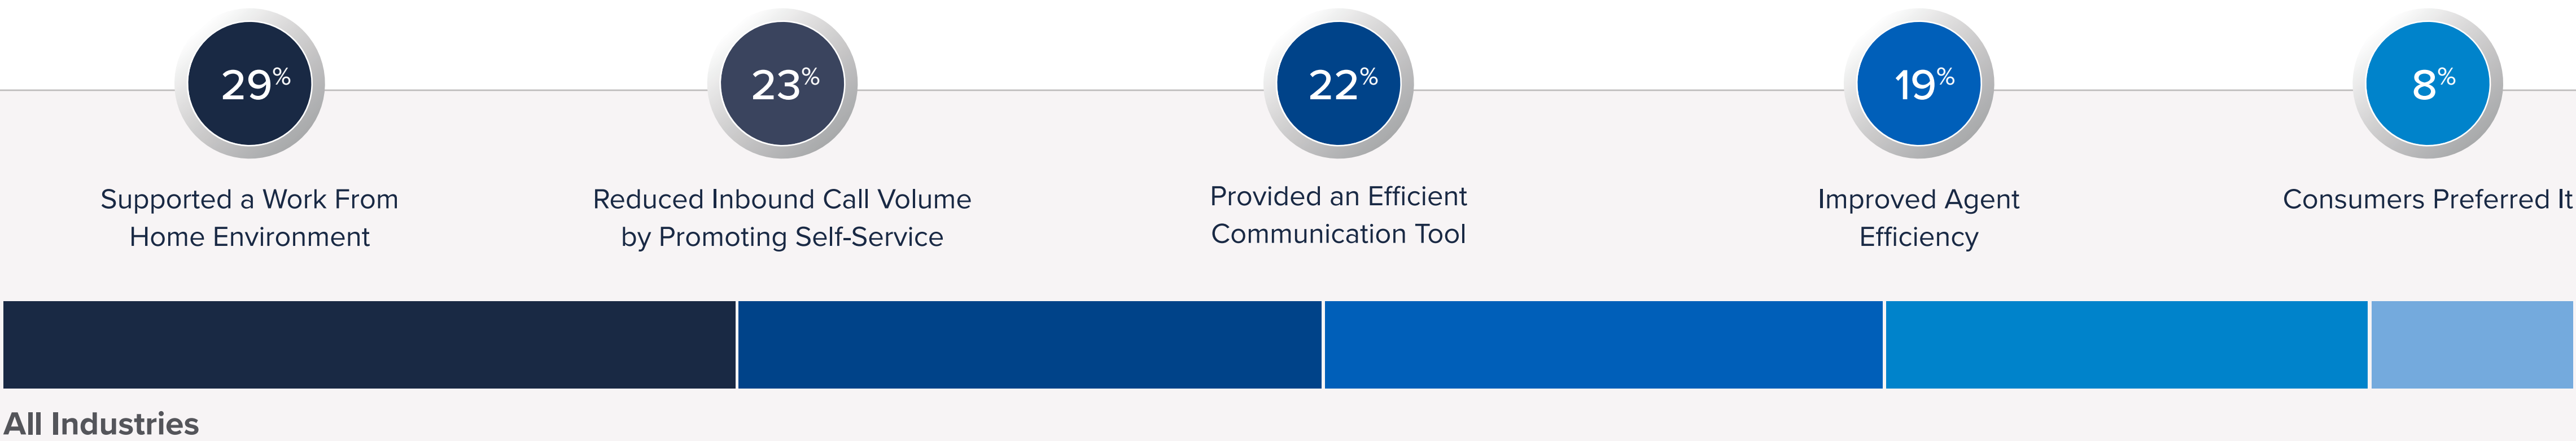 29%
23%
22%
19%
8%
Supported a Work From
Home Environment
Reduced Inbound Call Volume
by Promoting Self-Service
Provided an Efficient
Communication Tool
Improved Agent
Efficiency
Consumers Preferred It
All Industries